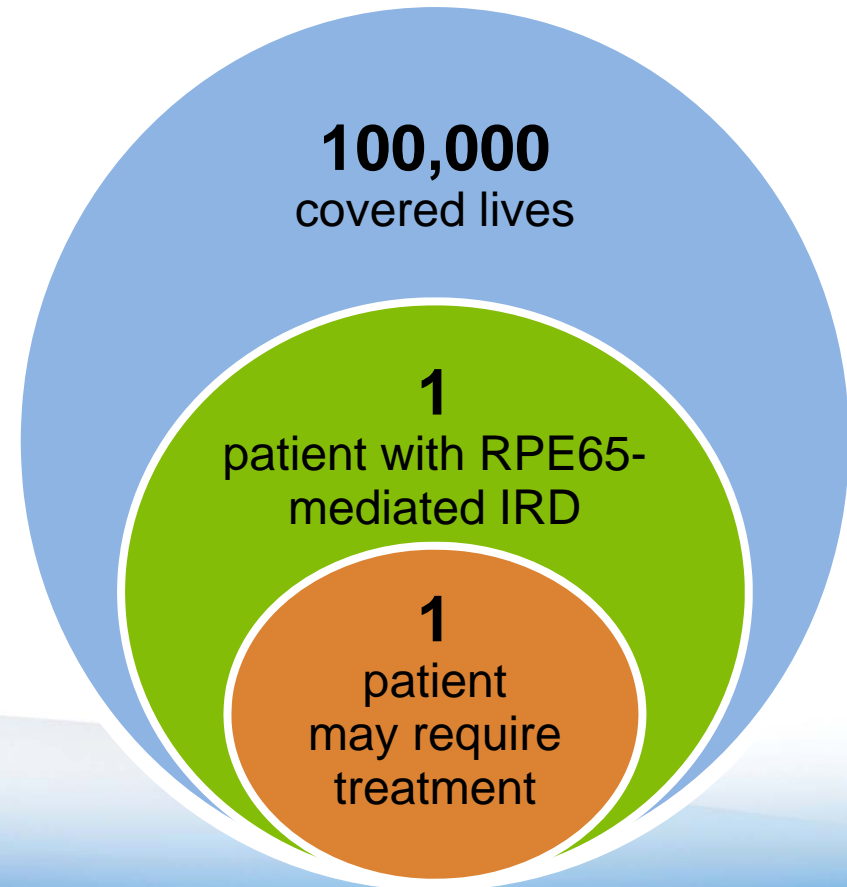 100,000
covered lives
1
patient with RPE65-
mediated IRD
1
patient
may require
treatment